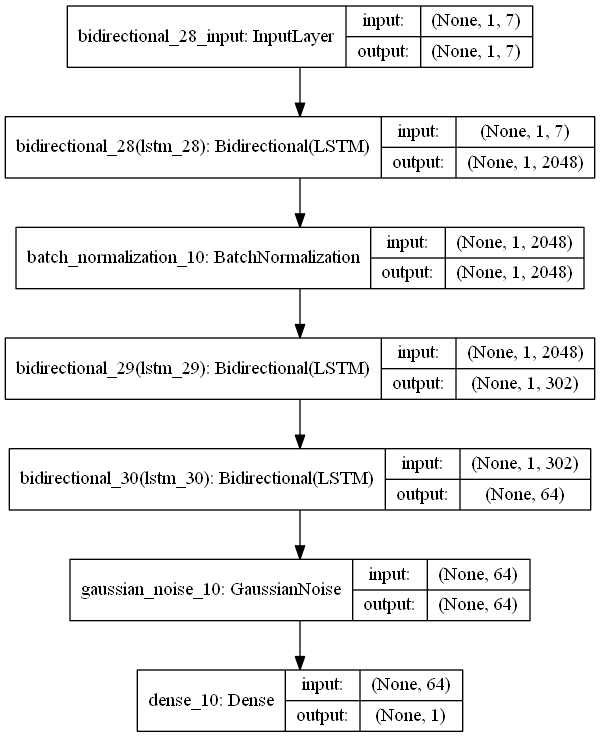 bidirectional_28_input: InputLayer
input: (None, 1, 7)
output: (None, 1, 7)
bidirectional_28(lstm_28): Bidirectional(LSTM)
input: (None, 1, 7)
output: (None, 1, 2048)
batch_normalization_10: BatchNormalization
input: (None, 1, 2048)
output: (None, 1, 2048)
bidirectional_29(lstm_29): Bidirectional(LSTM)
input: (None, 1, 2048)
output: (None, 1, 302)
bidirectional_30(lstm_30): Bidirectional(LSTM)
input: (None, 1, 302)
output: (None, 64)
gaussian_noise_10: GaussianNoise
input: (None, 64)
output: (None, 64)
dense_10: Dense
input: (None, 64)
output: (None, 1)